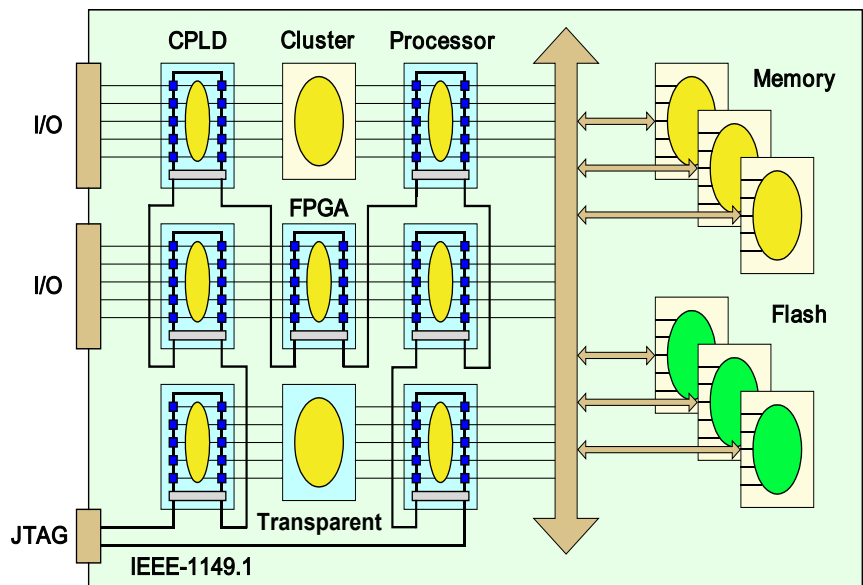 CPLD
Cluster
Processor
Memory
I/O
FPGA
I/O
Flash
Transparent
JTAG
IEEE-1149.1